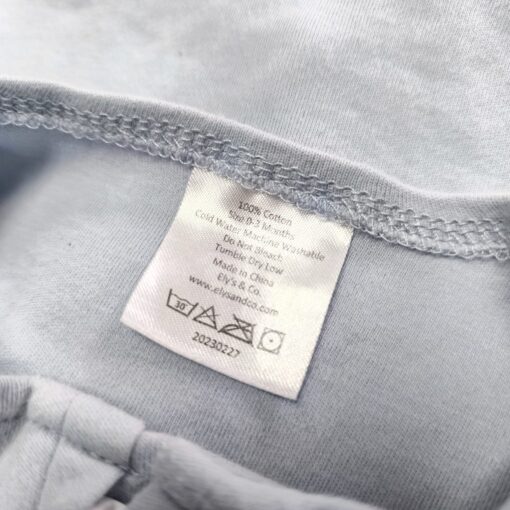 100% Cotton
Size 0-3 Months
Cold Water Machine Washable
Do Not Bleach
Tumble Dry Low
Made in China
Ely's & Co.
www.elysandco.com
30
20230227